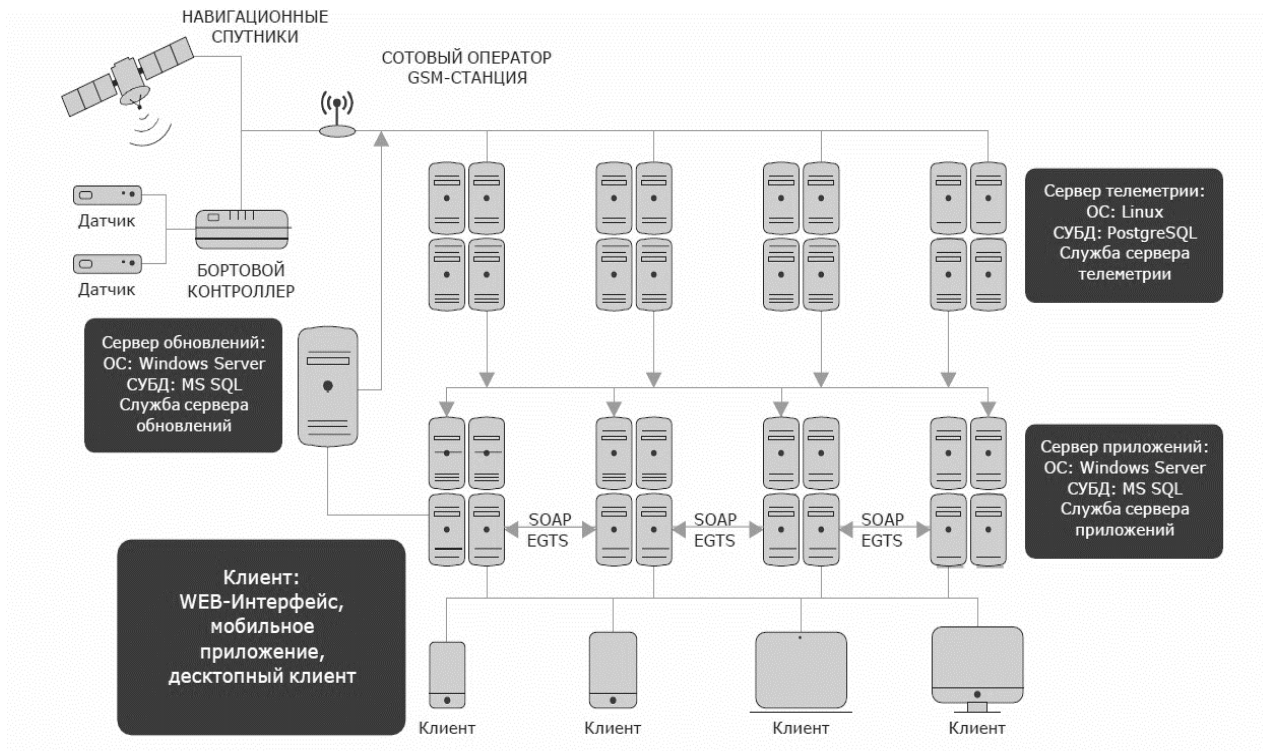 НАВИГАЦИОННЫЕ
СПУТНИКИ
СОТОВЫЙ ОПЕРАТОР
GSM-СТАНЦИЯ
Датчик
Датчик
БОРТОВОЙ
КОНТРОЛЛЕР
Сервер телеметрии:
ОС: Linux
СУБД: PostgreSQL
Служба сервера
телеметрии
Сервер обновлений:
ОС: Windows Server
СУБД: MS SQL
Служба сервера
обновлений
Сервер приложений:
ОС: Windows Server
СУБД: MS SQL
Служба сервера
приложений
SOAP
EGTS
SOAP
EGTS
SOAP
EGTS
Клиент:
WEB-Интерфейс,
мобильное
приложение,
десктопный клиент
Клиент
Клиент
Клиент
Клиент